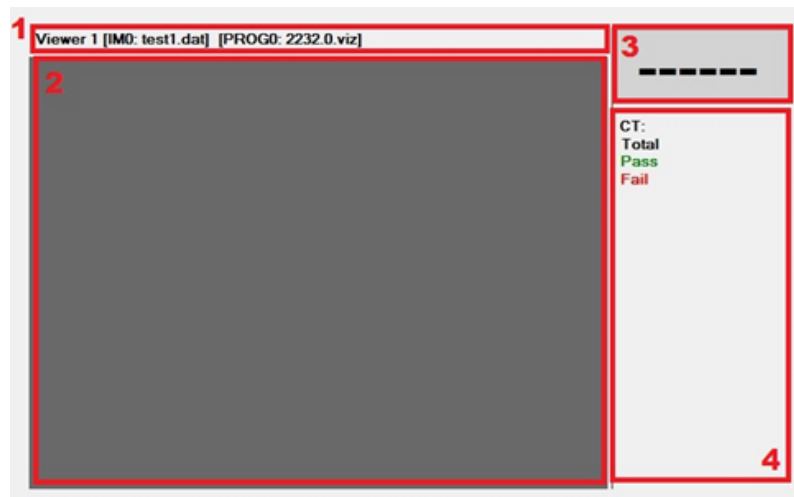 1
Viewer 1 [IM0: test1.dat] [PROG0: 2232.0.viz]
2
3
------
CT:
Total
Pass
Fail
4